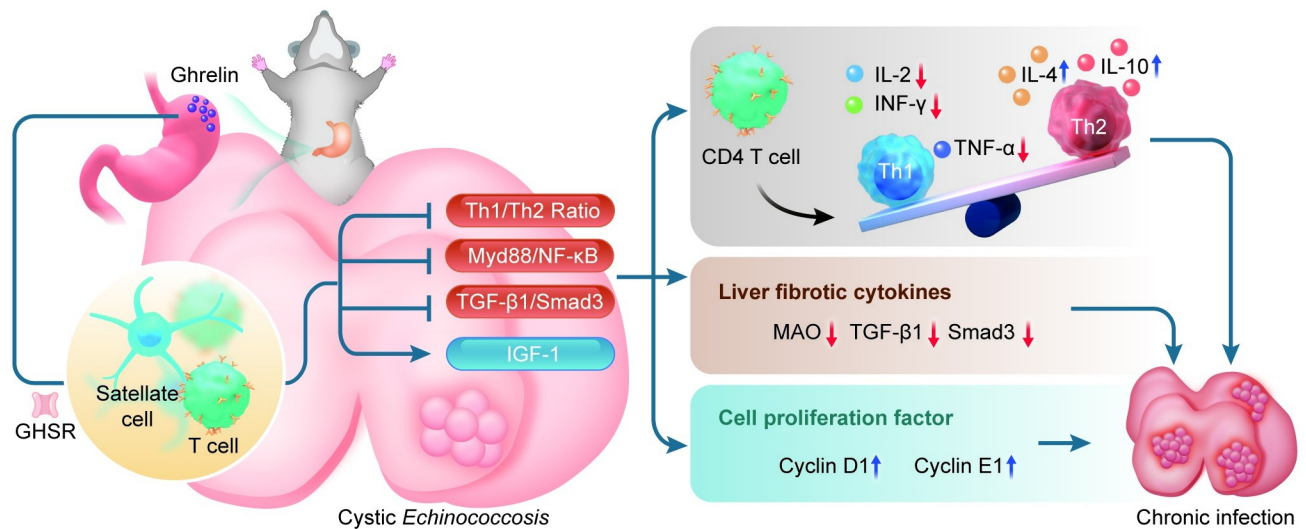 Ghrelin
GHSR
Satellate
cell
T cell
Th1/Th2 Ratio
Myd88/NF-κB
TGF-β1/Smad3
IGF-1
Cystic Echinococcosis
CD4 T cell
IL-2
INF-γ
TNF-α
IL-4
IL-10
Th1
Th2
Liver fibrotic cytokines
MAO↓ TGF-β1↓ Smad3↓
Cell proliferation factor
Cyclin D1↑ Cyclin E1↑
Chronic infection